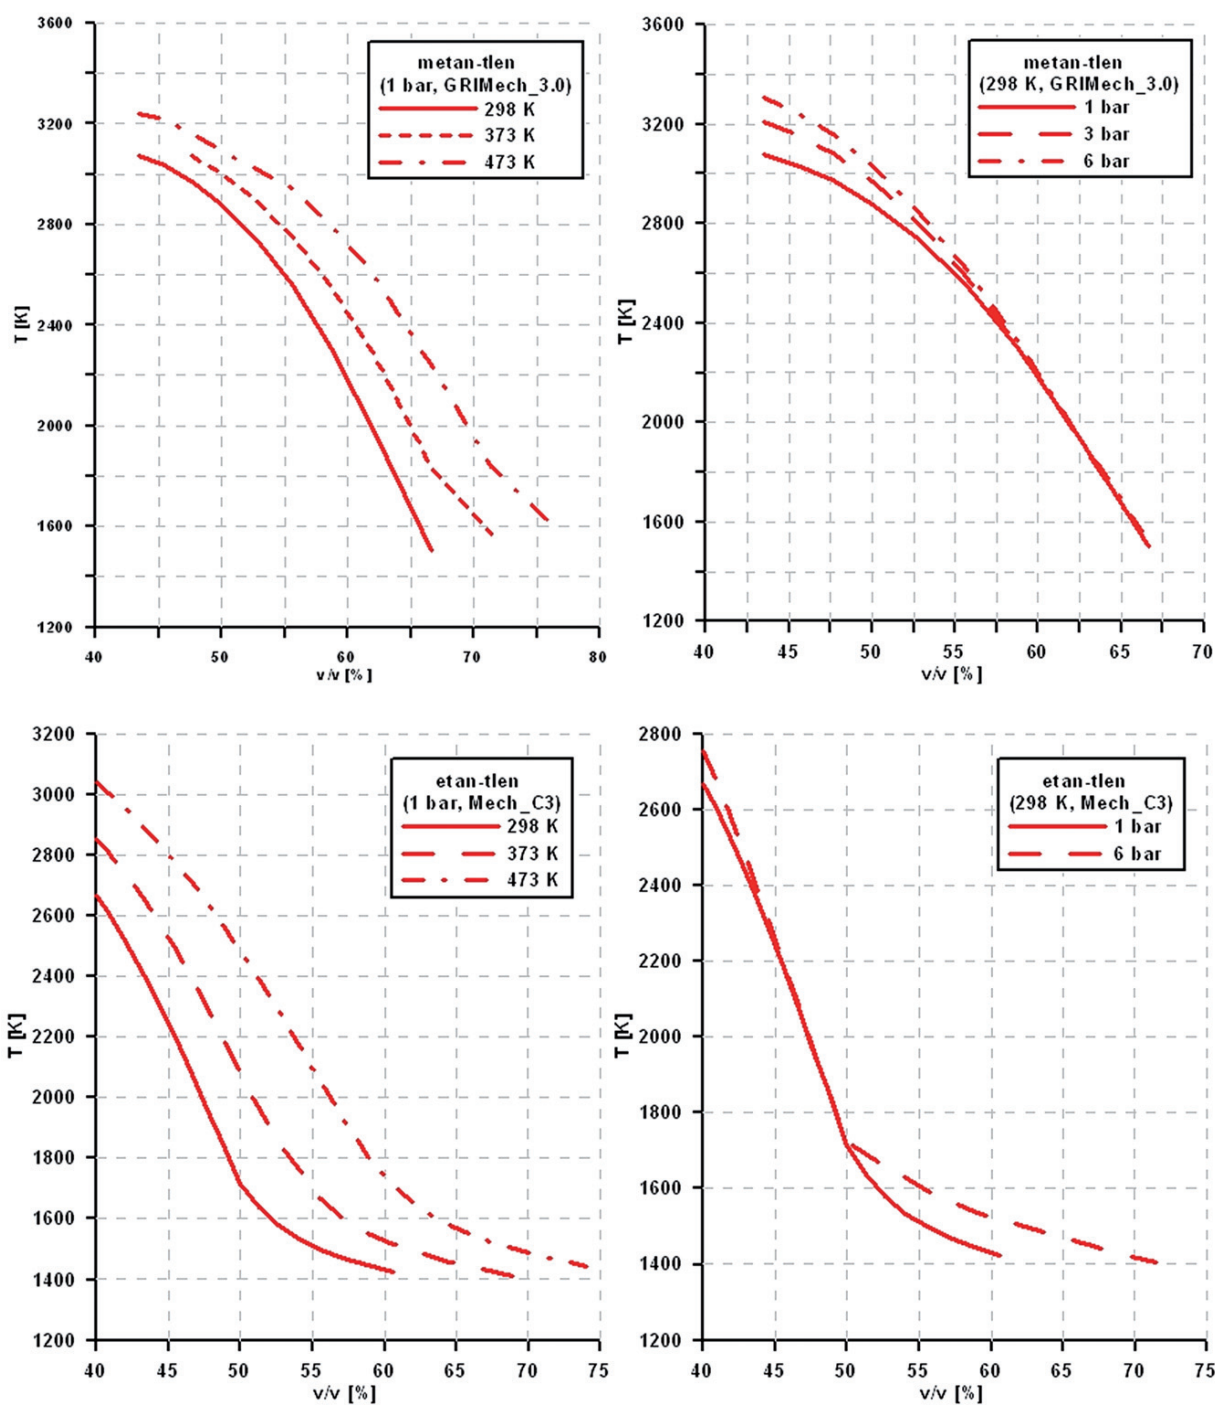 3600
3200
2800
2400
2000
1600
1200
T [K]
metan-tlen
(1 bar, GRIMech_3.0)
298 K
373 K
473 K
40 50 60 70 80
v/v [%]
3600
3200
2800
2400
2000
1600
1200
T [K]
metan-tlen
(298 K, GRIMech_3.0)
1 bar
3 bar
6 bar
40 45 50 55 60 65 70
v/v [%]
3200
3000
2800
2600
2400
2200
2000
1800
1600
1400
1200
T [K]
etan-tlen
(1 bar, Mech_C3)
298 K
373 K
473 K
40 45 50 55 60 65 70 75
v/v [%]
2800
2600
2400
2200
2000
1800
1600
1400
1200
T [K]
etan-tlen
(298 K, Mech_C3)
1 bar
6 bar
40 45 50 55 60 65 70 75
v/v [%]